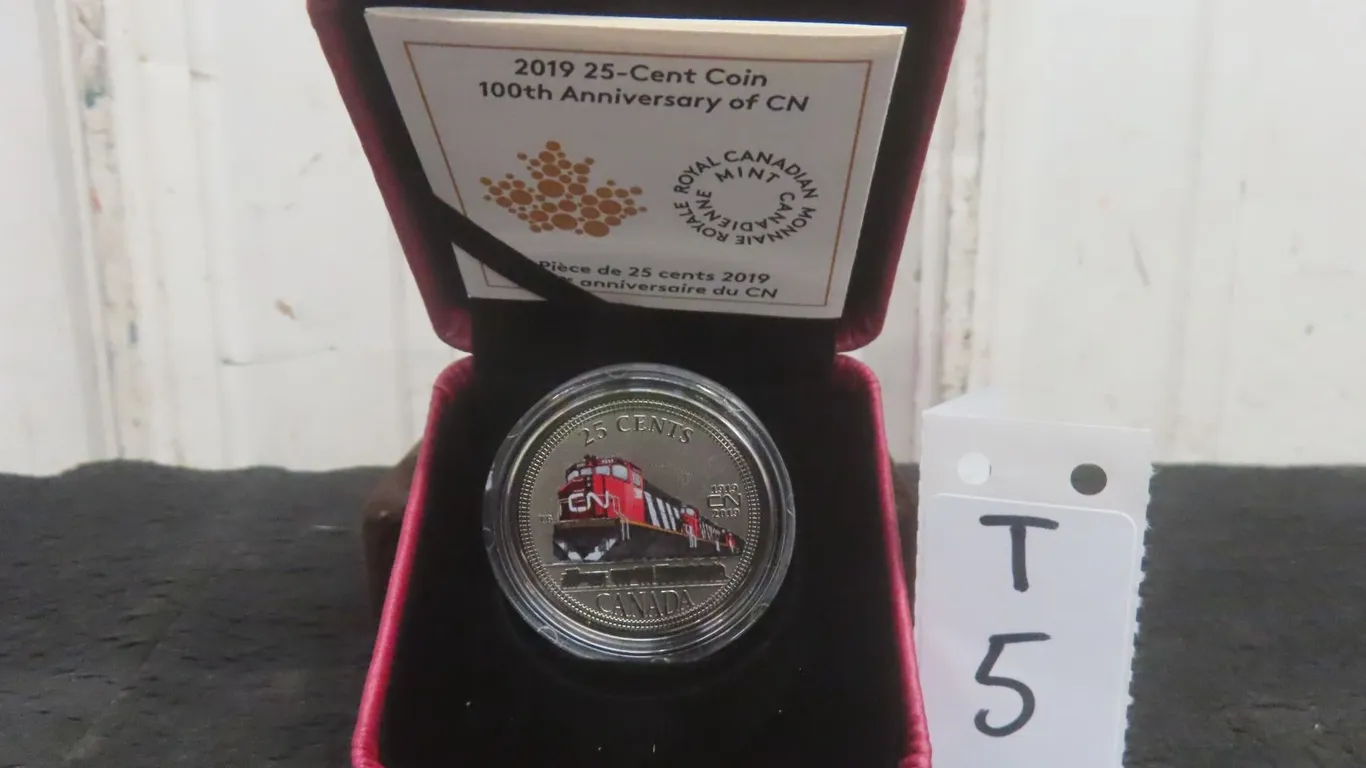 2019 25-Cent Coin
100th Anniversary of CN
ROYAL CANADIAN MINT
MONNAIE ROYALE CANADIENNE
Pièce de 25 cents 2019
anniversaire du CN
25 CENTS
CN
1919
CN
2019
CANADA
T
5